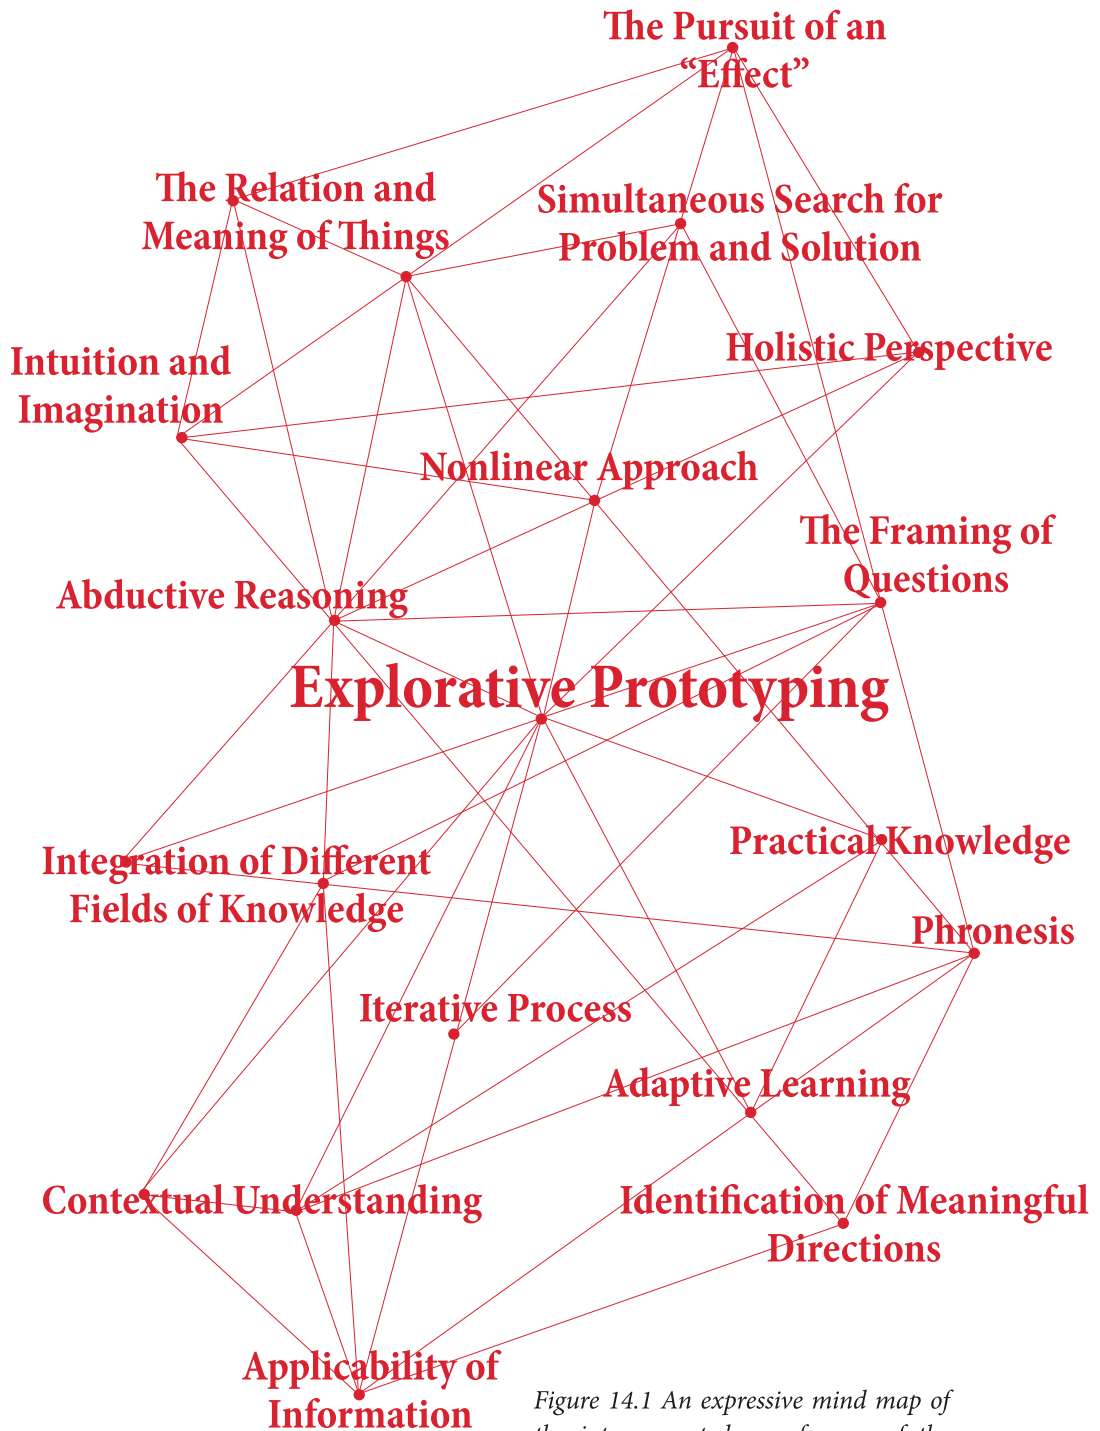 The Pursuit of an
“Effect”
The Relation and
Meaning of Things
Simultaneous Search for
Problem and Solution
Holistic Perspective
Intuition and
Imagination
Nonlinear Approach
The Framing of
Questions
Abductive Reasoning
Explorative Prototyping
Practical Knowledge
Integration of Different
Fields of Knowledge
Phronesis
Iterative Process
Adaptive Learning
Contextual Understanding
Identification of Meaningful
Directions
Applicability of
Information
Figure 14.1 An expressive mind map of